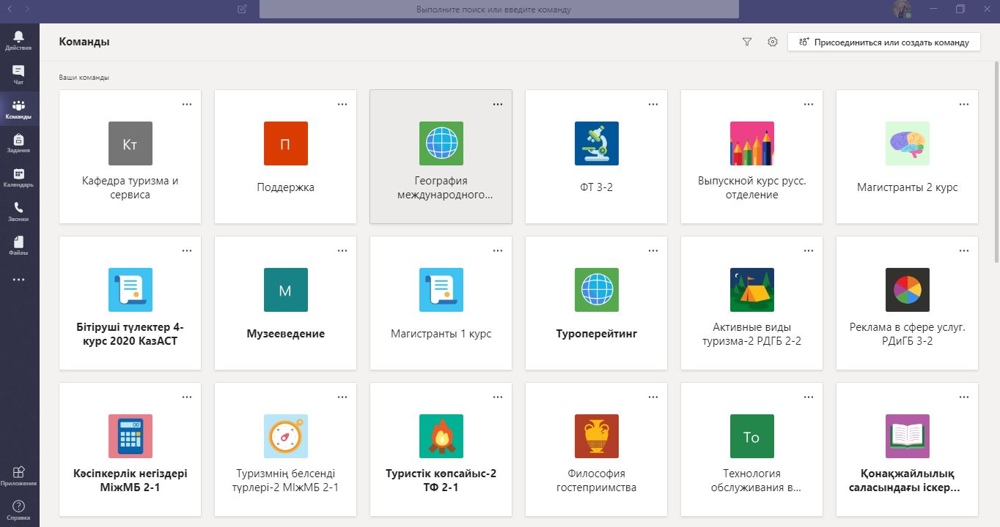 Выполните поиск или введите команду
Действия
Чат
Команды
Задания
Календарь
Звонки
Файлы
Приложения
Справка
Команды
Присоединиться или создать команду
Ваши команды
Кт
Кафедра туризма и
сервиса
П
Поддержка
География
международного...
ФТ 3-2
Выпускной курс русс.
отделение
Магистранты 2 курс
Бітіруші түлектер 4-
курс 2020 КазАСТ
М
Музееведение
Магистранты 1 курс
Туроперейтинг
Активные виды
туризма-2 РДГБ 2-2
Реклама в сфере услуг.
РДиГБ 3-2
Кәсіпкерлік негіздері
МіжМБ 2-1
Туризмнің белсенді
түрлері-2 МІжМБ 2-1
Туристік көпсайыс-2
ТФ 2-1
Философия
гостеприимства
То
Технология
обслуживания в...
Қонақжайлылық
саласындағы іскер...